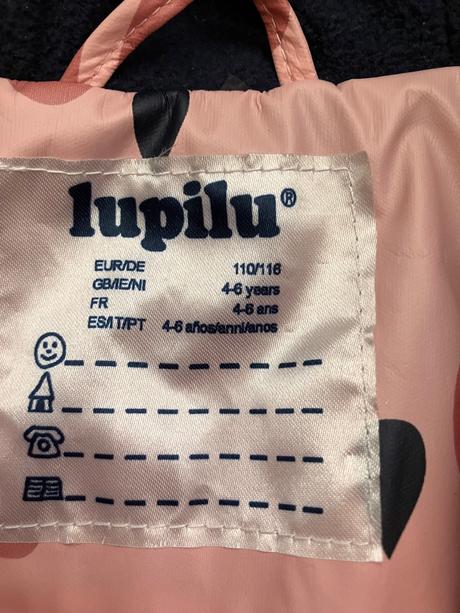 lupilu®
EUR/DE 110/116
GB/IE/NI 4-6 years
FR 4-6 ans
ES/IT/PT 4-6 años/anni/anos